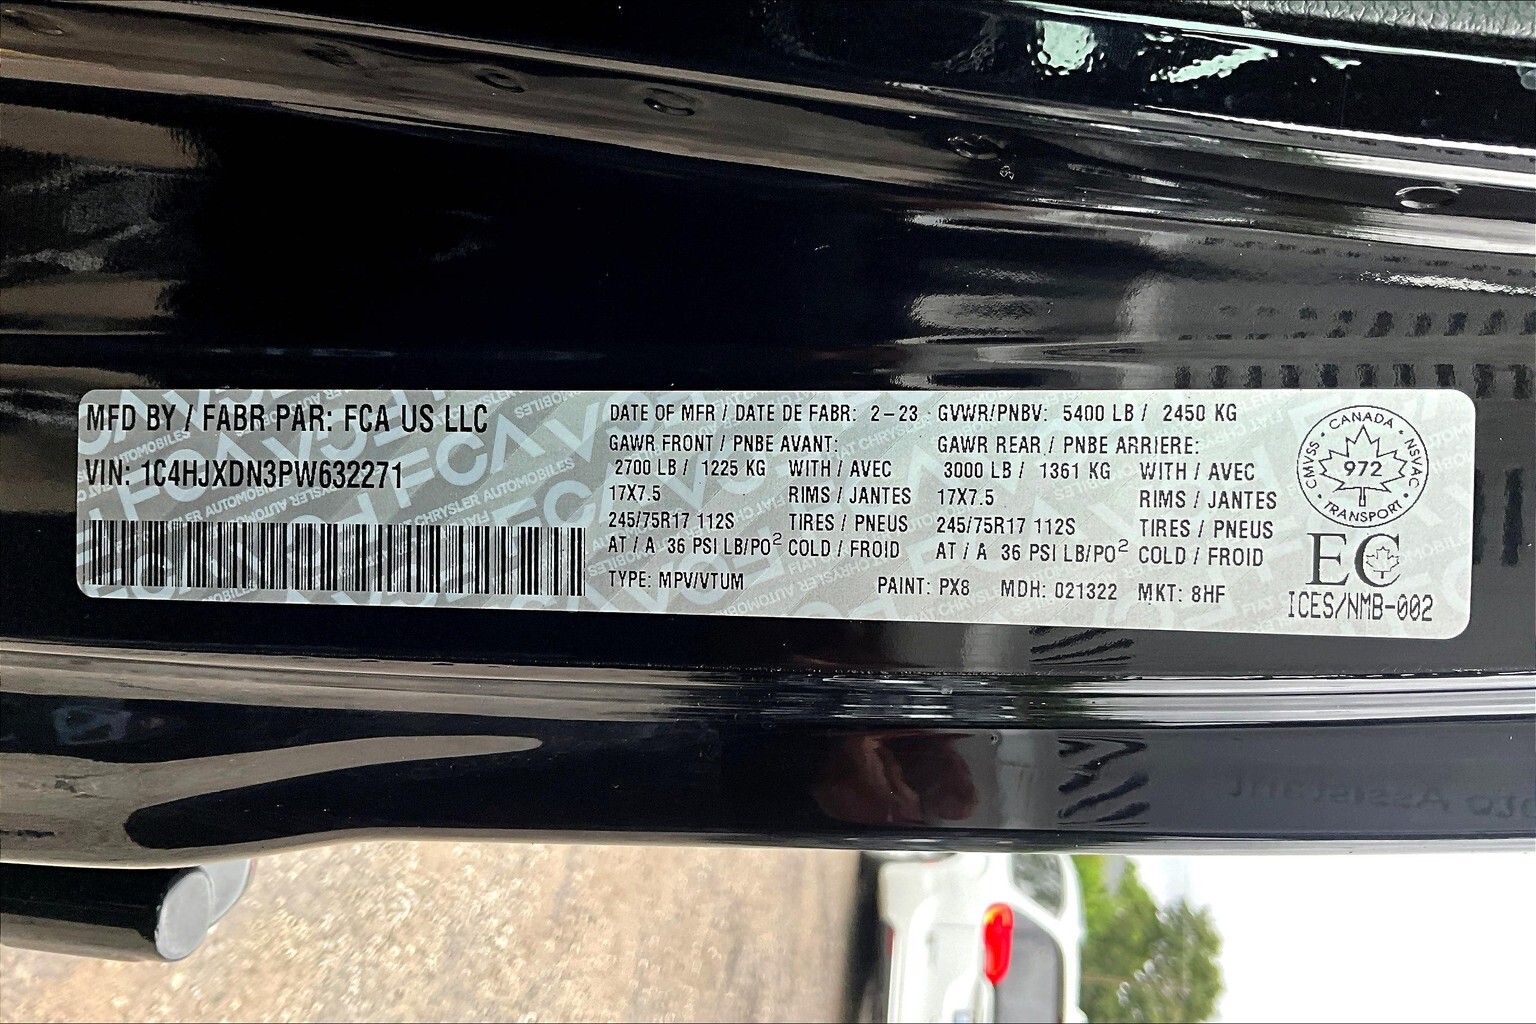 MFD BY / FABR PAR: FCA US LLC
VIN: 1C4HJXDN3PW632271
DATE OF MFR / DATE DE FABR: 2-23 GVWR/PNBV: 5400 LB / 2450 KG
GAWR FRONT / PNBE AVANT: GAWR REAR / PNBE ARRIERE:
2700 LB / 1225 KG WITH / AVEC 3000 LB / 1361 KG WITH / AVEC
17X7.5 RIMS / JANTES 17X7.5 RIMS / JANTES
245/75R17 112S TIRES / PNEUS 245/75R17 112S TIRES / PNEUS
AT / A 36 PSI LB/PO² COLD / FROID AT / A 36 PSI LB/PO² COLD / FROID
TYPE: MPV/VTUM PAINT: PX8 MDH: 021322 MKT: 8HF
CANADA · NSVAC · TRANSPORT · CMVSS
972
EC
ICES/NMB-002